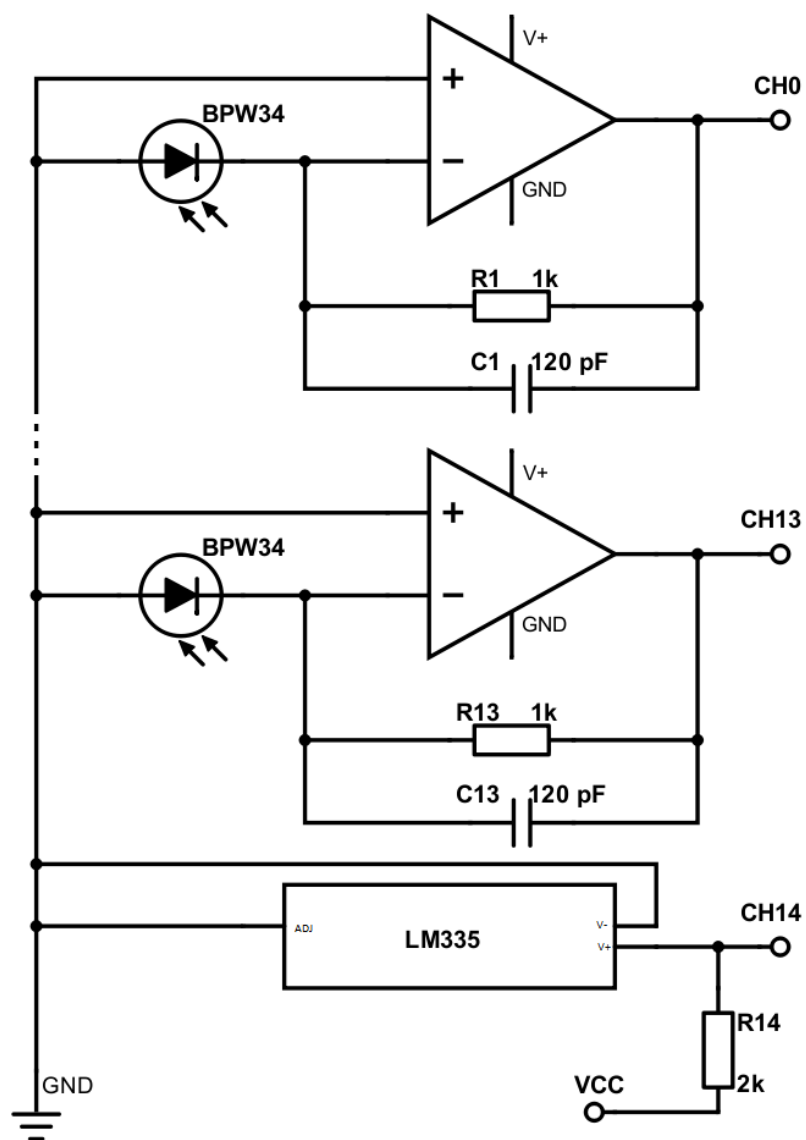 V+
CH0
BPW34
+
−
GND
R1 1k
C1 120 pF
V+
CH13
BPW34
+
−
GND
R13 1k
C13 120 pF
CH14
ADJ
LM335
V-
V+
R14
GND
VCC
2k